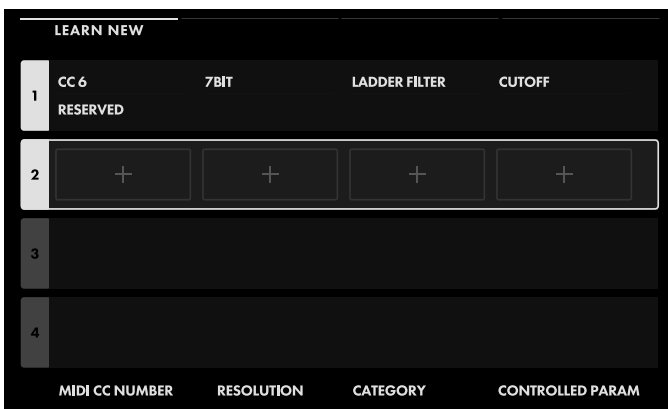 LEARN NEW
1 CC 6 7BIT LADDER FILTER CUTOFF
RESERVED
2 + + + +
3
4
MIDI CC NUMBER RESOLUTION CATEGORY CONTROLLED PARAM